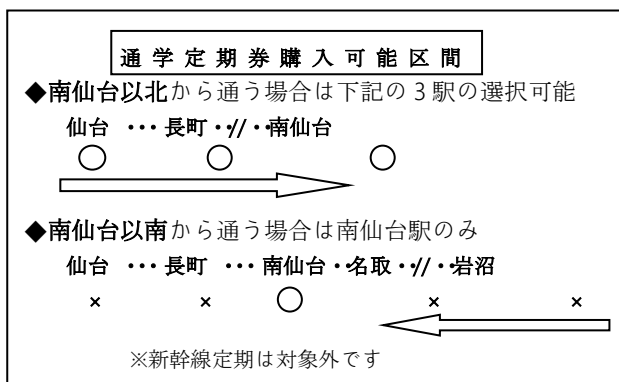 通学定期券購入可能区間
◆南仙台以北から通う場合は下記の3駅の選択可能
仙台 ･･･ 長町 ･･//･･南仙台
○ ○ ○
◆南仙台以南から通う場合は南仙台駅のみ
仙台 ･･･ 長町 ･･･ 南仙台･･名取･･//･･岩沼
× × ○ × ×
※新幹線定期は対象外です